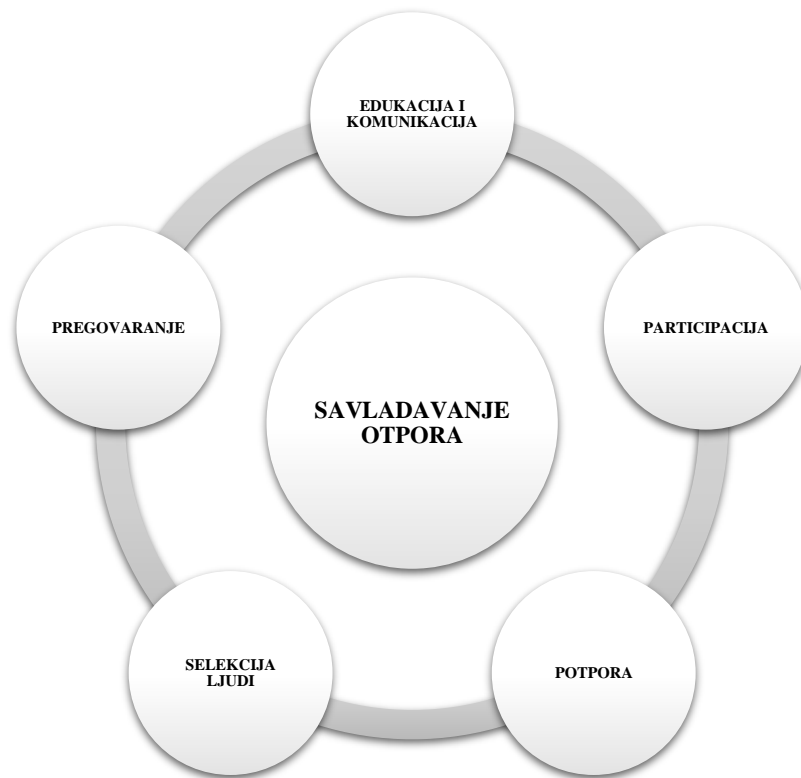 EDUKACIJA I
KOMUNIKACIJA
PREGOVARANJE
PARTICIPACIJA
SAVLADAVANJE
OTPORA
SELEKCIJA
LJUDI
POTPORA